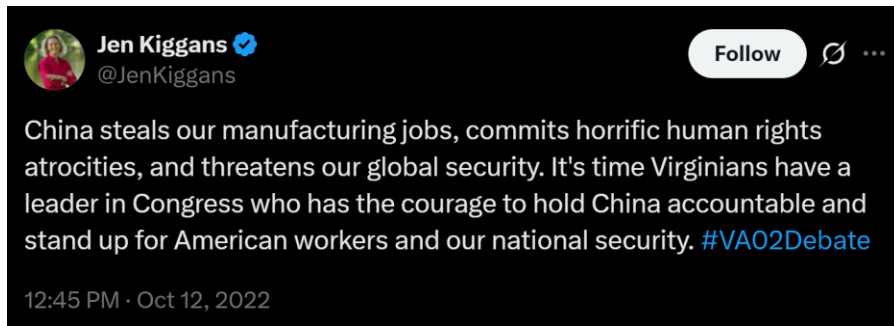 Jen Kiggans
@JenKiggans
Follow
China steals our manufacturing jobs, commits horrific human rights
atrocities, and threatens our global security. It's time Virginians have a
leader in Congress who has the courage to hold China accountable and
stand up for American workers and our national security. #VA02Debate
12:45 PM · Oct 12, 2022